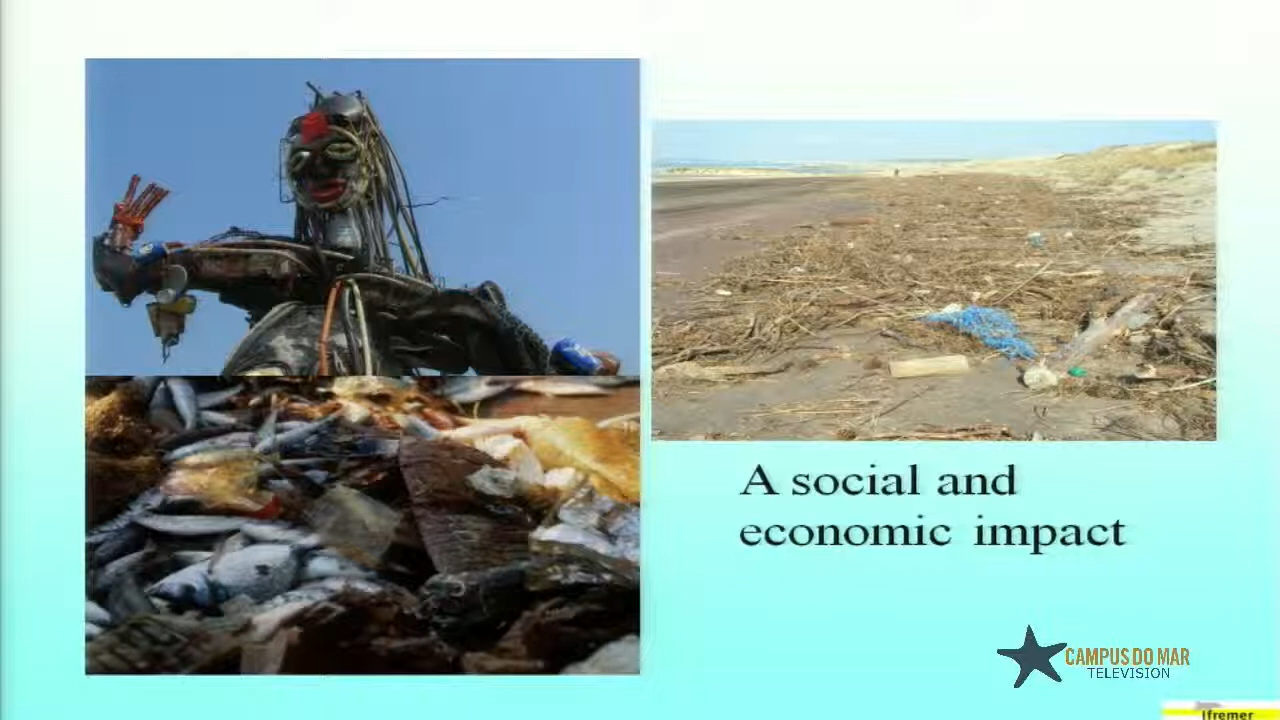 A social and
economic impact
CAMPUS DO MAR
TELEVISION
Ifremer